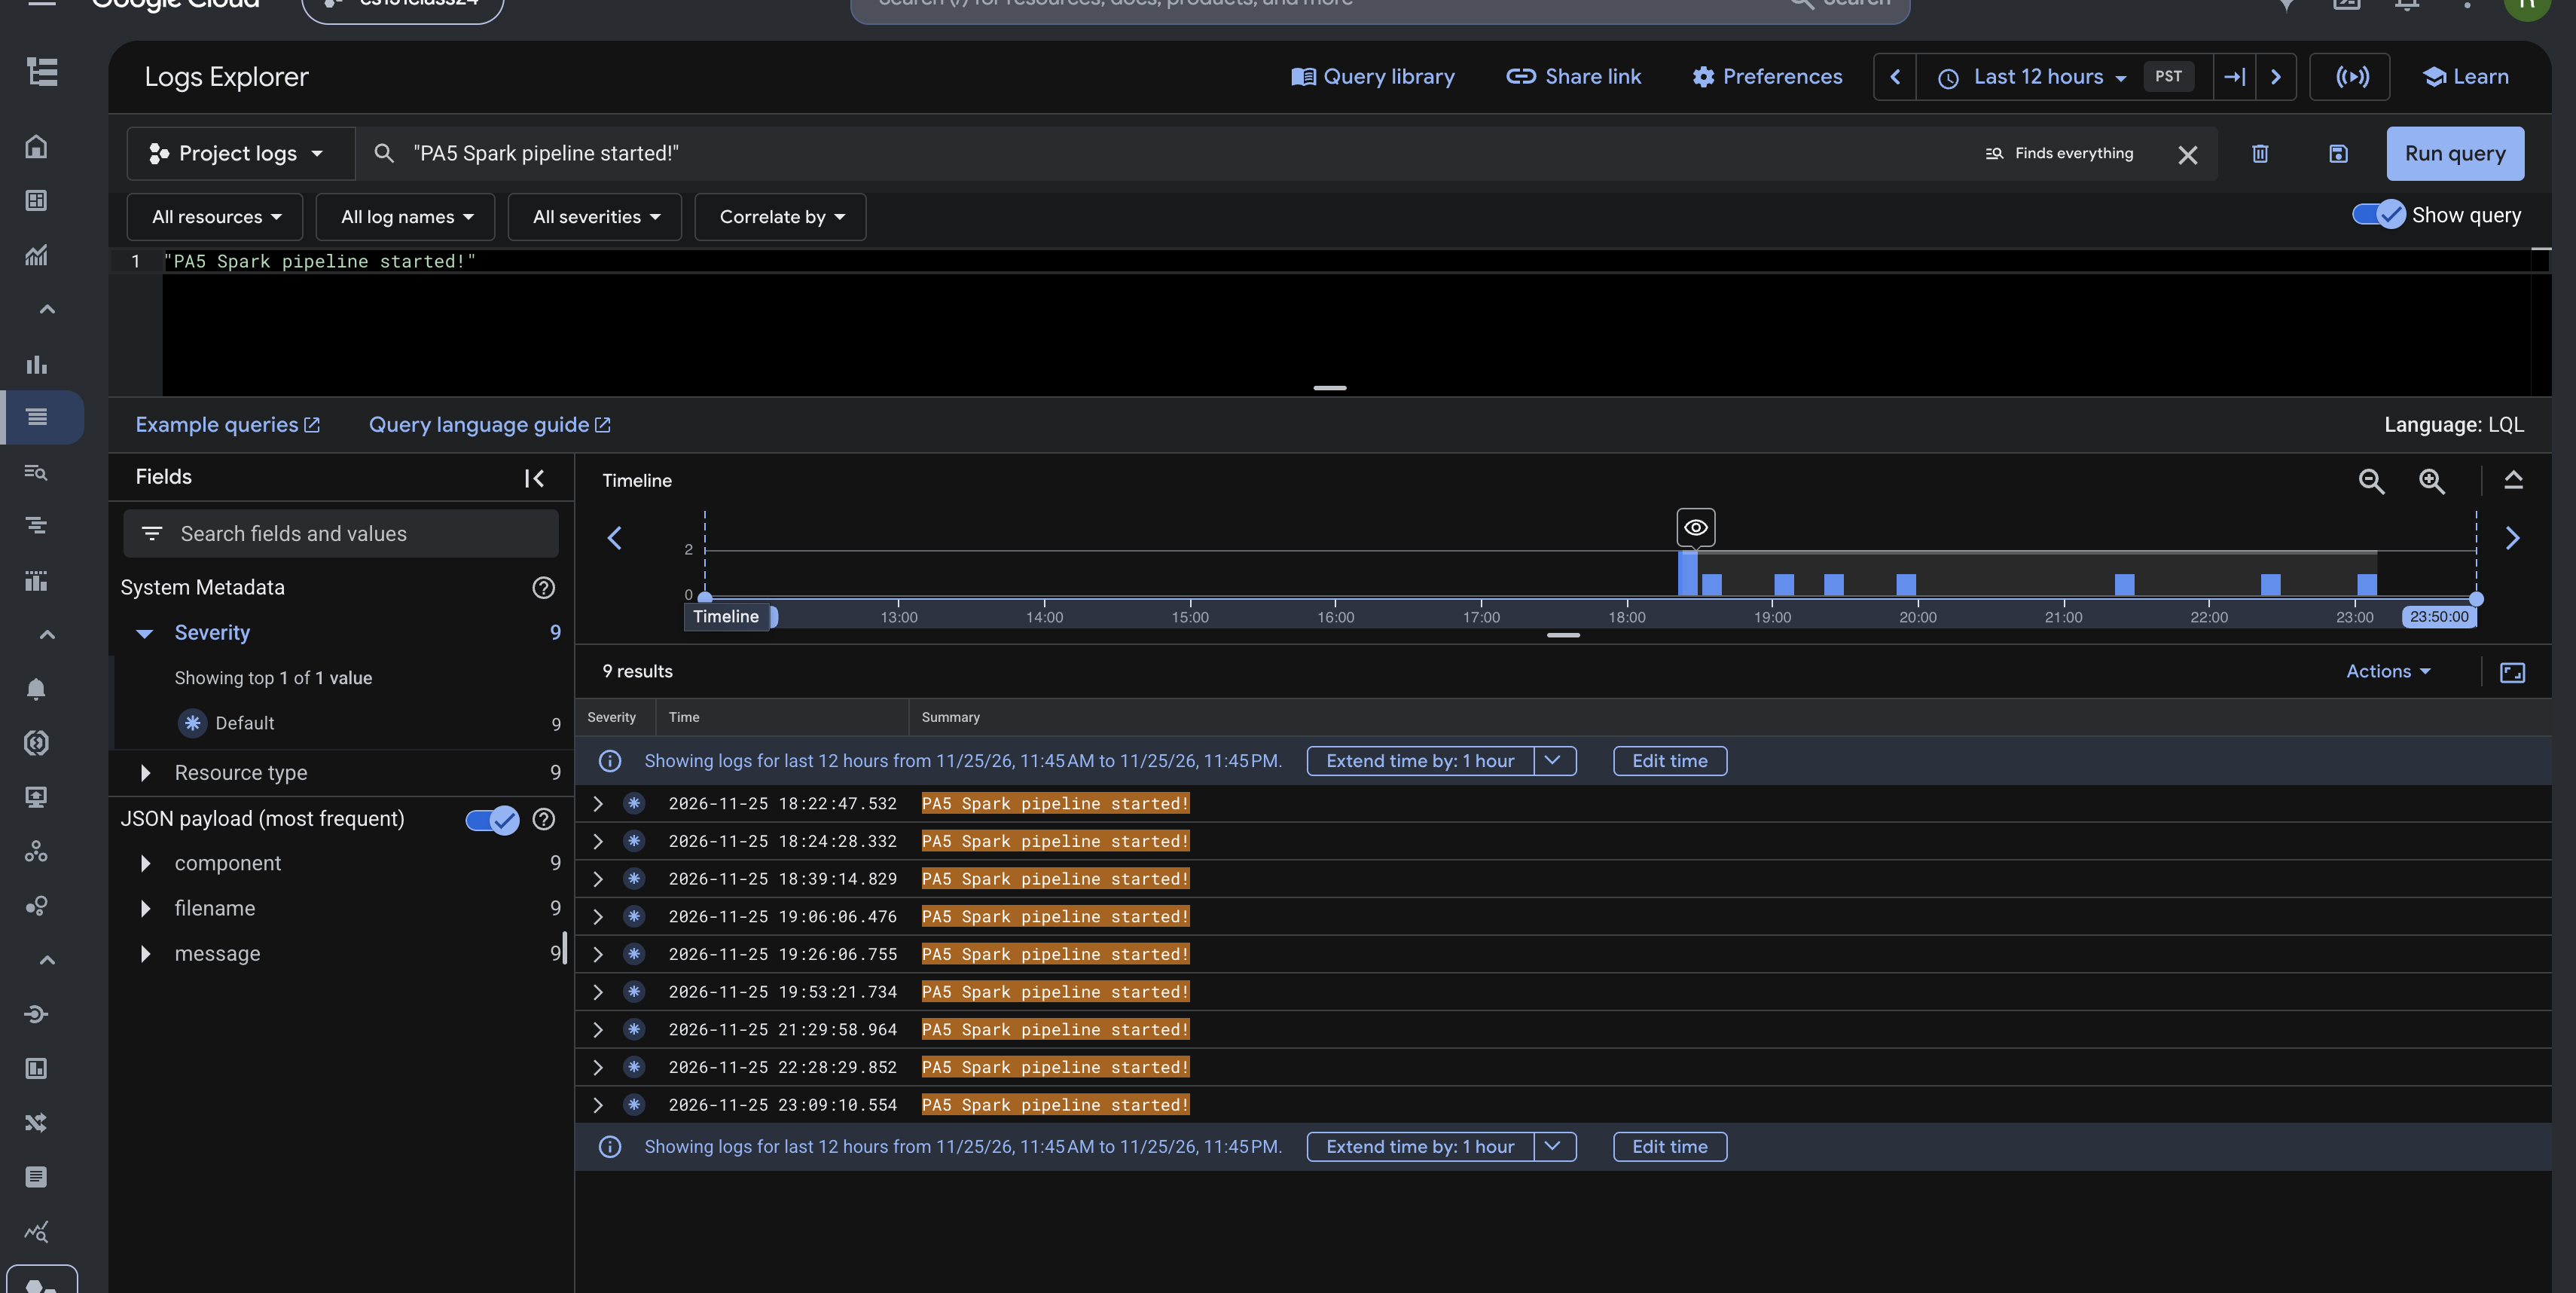 Google Cloud
cs131class24
Search (/) for resources, docs, products, and more
Search
Logs Explorer
Query library
Share link
Preferences
Last 12 hours
PST
Learn
Project logs
"PA5 Spark pipeline started!"
Finds everything
Run query
All resources
All log names
All severities
Correlate by
Show query
1 "PA5 Spark pipeline started!"
Example queries
Query language guide
Language: LQL
Fields
Search fields and values
System Metadata
Severity 9
Showing top 1 of 1 value
Default 9
Resource type 9
JSON payload (most frequent)
component 9
filename 9
message 9
Timeline
2
0
Timeline
13:00
14:00
15:00
16:00
17:00
18:00
19:00
20:00
21:00
22:00
23:00
23:50:00
9 results
Actions
Severity Time Summary
Showing logs for last 12 hours from 11/25/26, 11:45 AM to 11/25/26, 11:45 PM. Extend time by: 1 hour Edit time
2026-11-25 18:22:47.532 PA5 Spark pipeline started!
2026-11-25 18:24:28.332 PA5 Spark pipeline started!
2026-11-25 18:39:14.829 PA5 Spark pipeline started!
2026-11-25 19:06:06.476 PA5 Spark pipeline started!
2026-11-25 19:26:06.755 PA5 Spark pipeline started!
2026-11-25 19:53:21.734 PA5 Spark pipeline started!
2026-11-25 21:29:58.964 PA5 Spark pipeline started!
2026-11-25 22:28:29.852 PA5 Spark pipeline started!
2026-11-25 23:09:10.554 PA5 Spark pipeline started!
Showing logs for last 12 hours from 11/25/26, 11:45 AM to 11/25/26, 11:45 PM. Extend time by: 1 hour Edit time